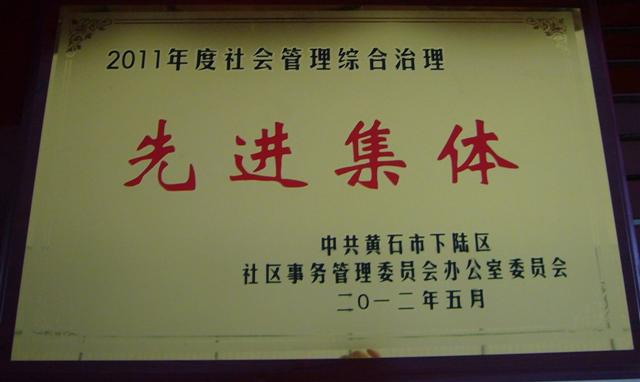 2011年度社会管理综合治理
先进集体
中共黄石市下陆区
社区事务管理委员会办公室委员会
二〇一二年五月